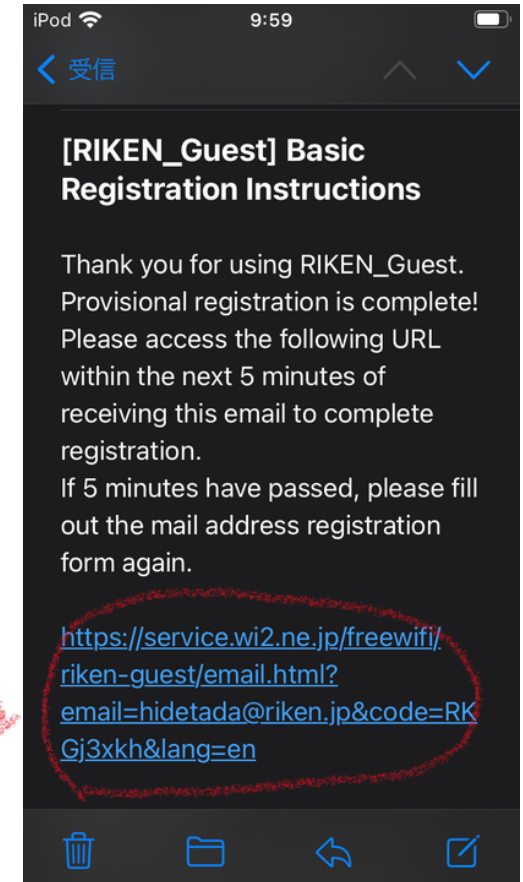 iPod 9:59
受信
[RIKEN_Guest] Basic
Registration Instructions
Thank you for using RIKEN_Guest.
Provisional registration is complete!
Please access the following URL
within the next 5 minutes of
receiving this email to complete
registration.
If 5 minutes have passed, please fill
out the mail address registration
form again.
https://service.wi2.ne.jp/freewifi/
riken-guest/email.html?
email=hidetada@riken.jp&code=RK
Gj3xkh&lang=en